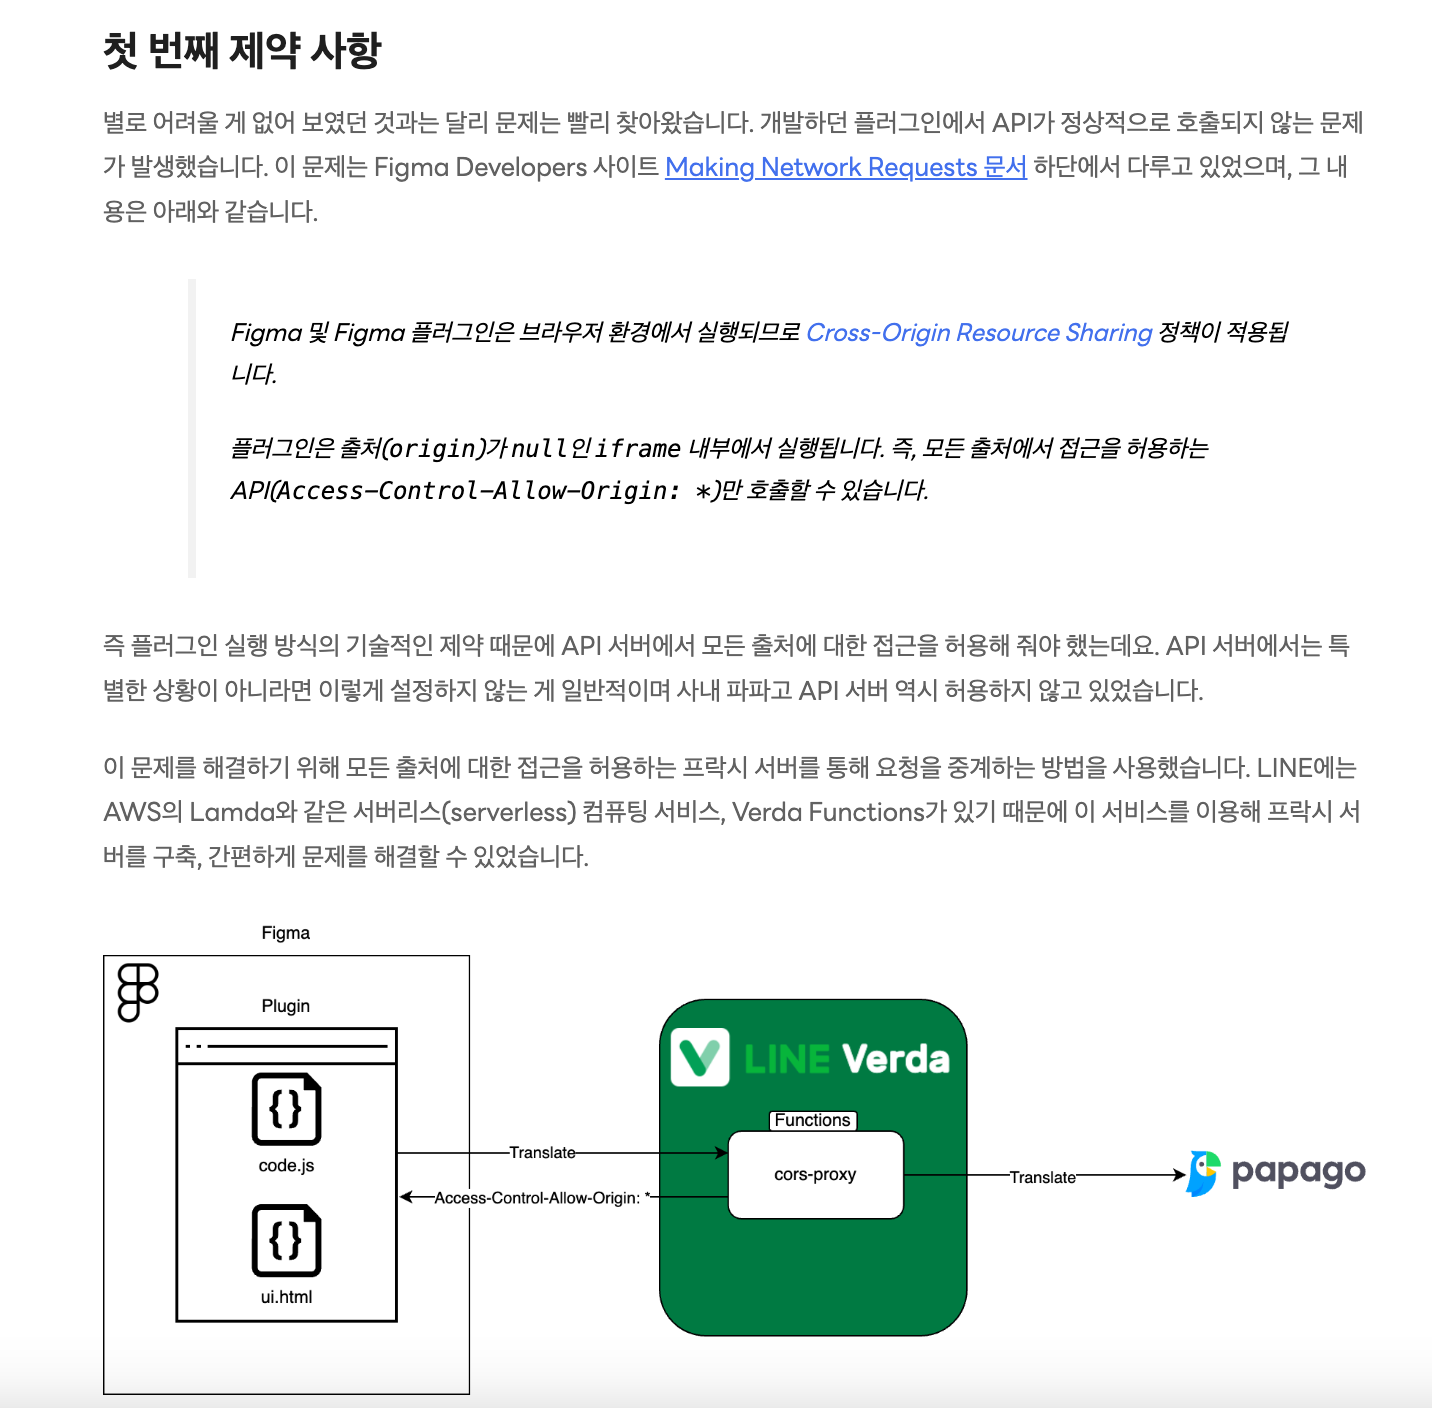 첫 번째 제약 사항
별로 어려울 게 없어 보였던 것과는 달리 문제는 빨리 찾아왔습니다. 개발하던 플러그인에서 API가 정상적으로 호출되지 않는 문제
가 발생했습니다. 이 문제는 Figma Developers 사이트 Making Network Requests 문서 하단에서 다루고 있었으며, 그 내
용은 아래와 같습니다.
Figma 및 Figma 플러그인은 브라우저 환경에서 실행되므로 Cross-Origin Resource Sharing 정책이 적용됩
니다.
플러그인은 출처(origin)가 null인 iframe 내부에서 실행됩니다. 즉, 모든 출처에서 접근을 허용하는
API(Access-Control-Allow-Origin: *)만 호출할 수 있습니다.
즉 플러그인 실행 방식의 기술적인 제약 때문에 API 서버에서 모든 출처에 대한 접근을 허용해 줘야 했는데요. API 서버에서는 특
별한 상황이 아니라면 이렇게 설정하지 않는 게 일반적이며 사내 파파고 API 서버 역시 허용하지 않고 있었습니다.
이 문제를 해결하기 위해 모든 출처에 대한 접근을 허용하는 프락시 서버를 통해 요청을 중계하는 방법을 사용했습니다. LINE에는
AWS의 Lamda와 같은 서버리스(serverless) 컴퓨팅 서비스, Verda Functions가 있기 때문에 이 서비스를 이용해 프락시 서
버를 구축, 간편하게 문제를 해결할 수 있었습니다.
Figma
Plugin
{}
code.js
{}
ui.html
Translate
Access-Control-Allow-Origin: *
LINE Verda
Functions
cors-proxy
Translate
papago